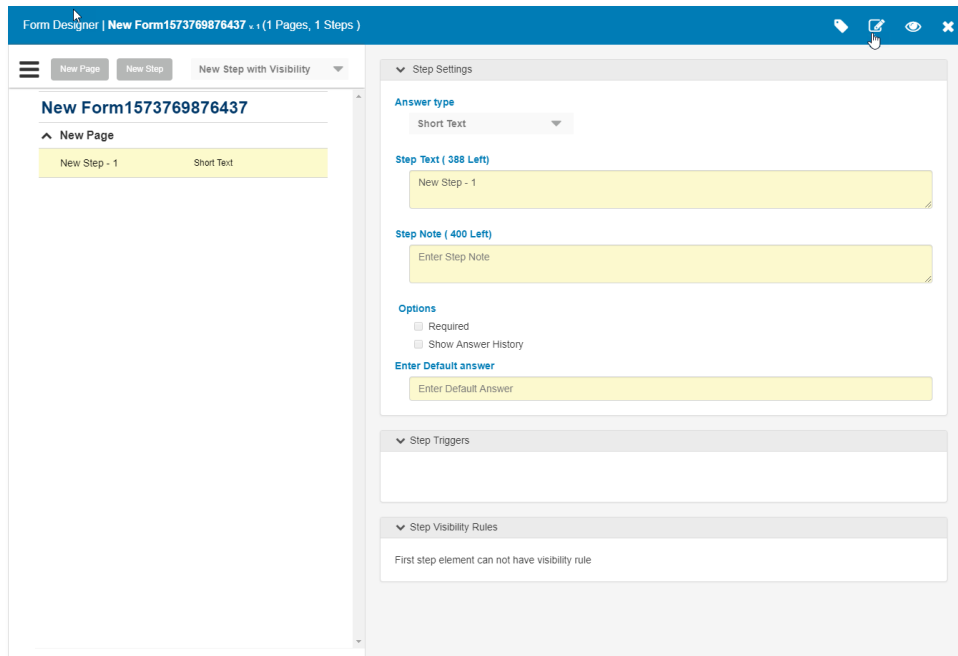 Form Designer | New Form1573769876437 v. 1 (1 Pages, 1 Steps )
New Page New Step New Step with Visibility
New Form1573769876437
New Page
New Step - 1 Short Text
Step Settings
Answer type
Short Text
Step Text ( 388 Left)
New Step - 1
Step Note ( 400 Left)
Enter Step Note
Options
Required
Show Answer History
Enter Default answer
Enter Default Answer
Step Triggers
Step Visibility Rules
First step element can not have visibility rule